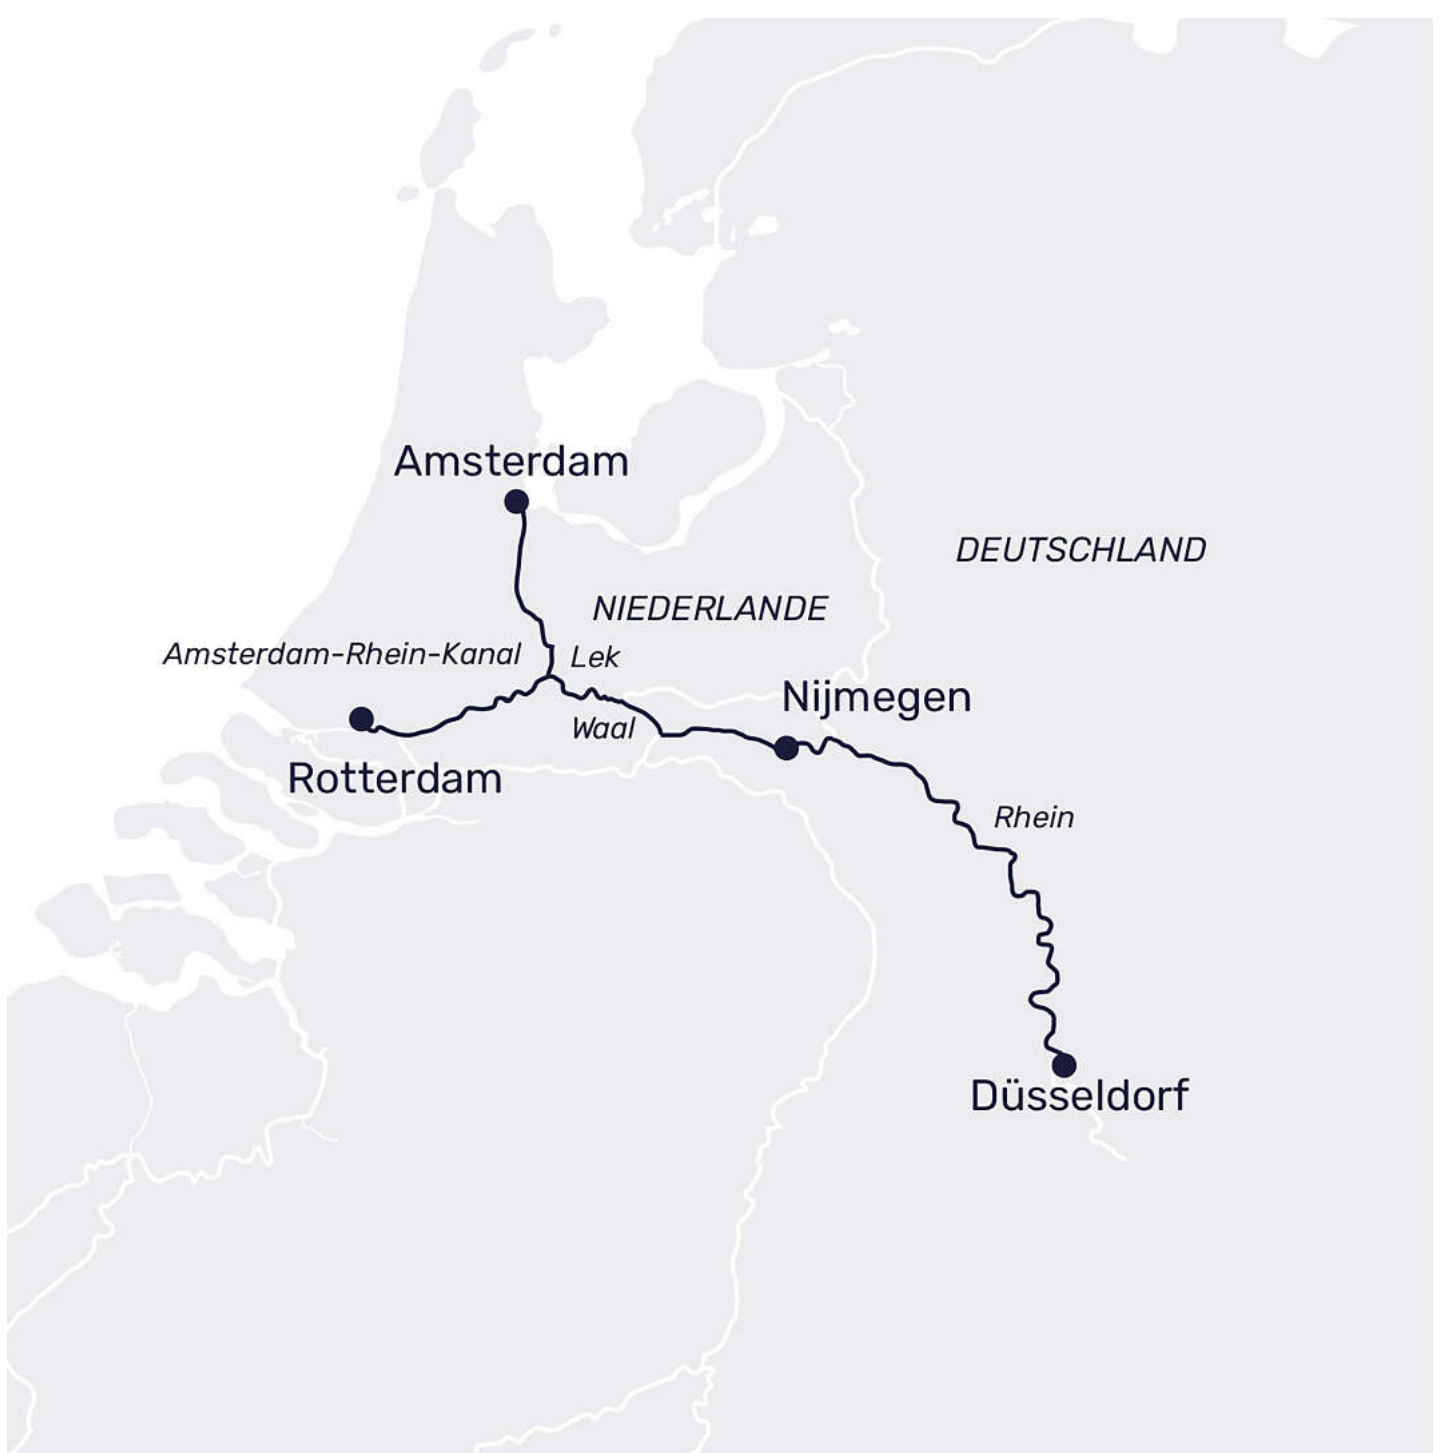 Amsterdam
DEUTSCHLAND
NIEDERLANDE
Amsterdam-Rhein-Kanal
Lek
Nijmegen
Waal
Rotterdam
Rhein
Düsseldorf